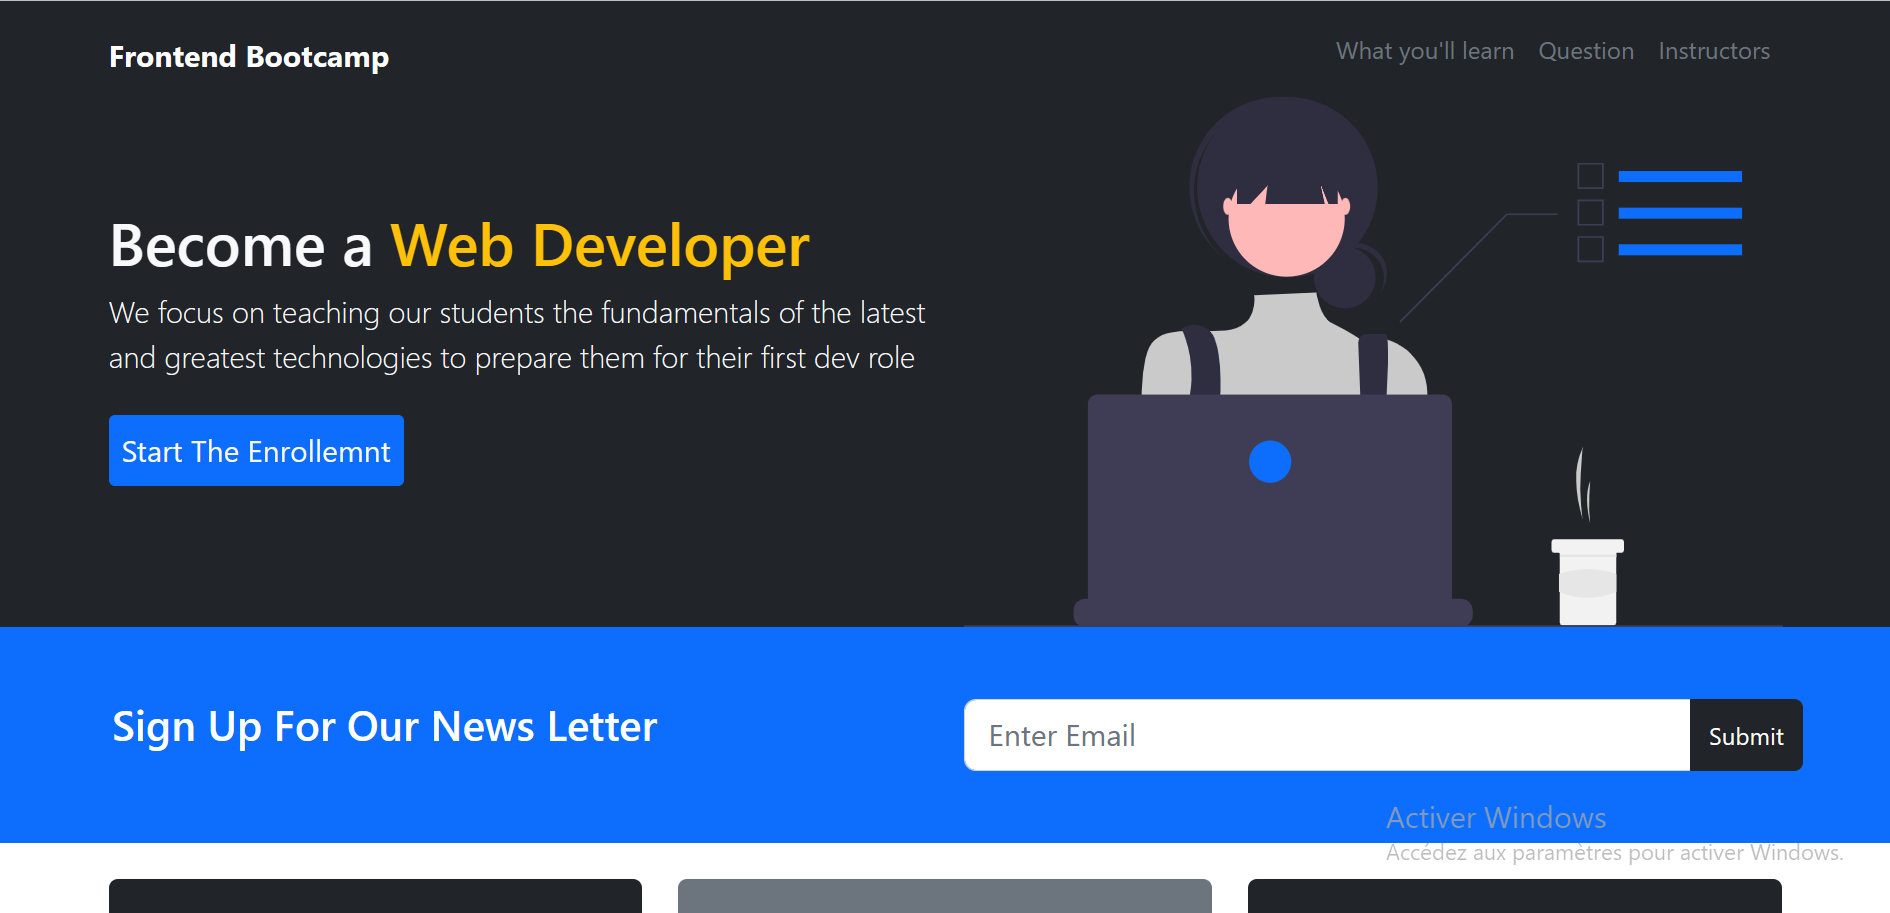 Frontend Bootcamp
What you'll learn Question Instructors
Become a Web Developer
We focus on teaching our students the fundamentals of the latest
and greatest technologies to prepare them for their first dev role
Start The Enrollemnt
Sign Up For Our News Letter
Enter Email
Submit
Activer Windows
Accédez aux paramètres pour activer Windows.